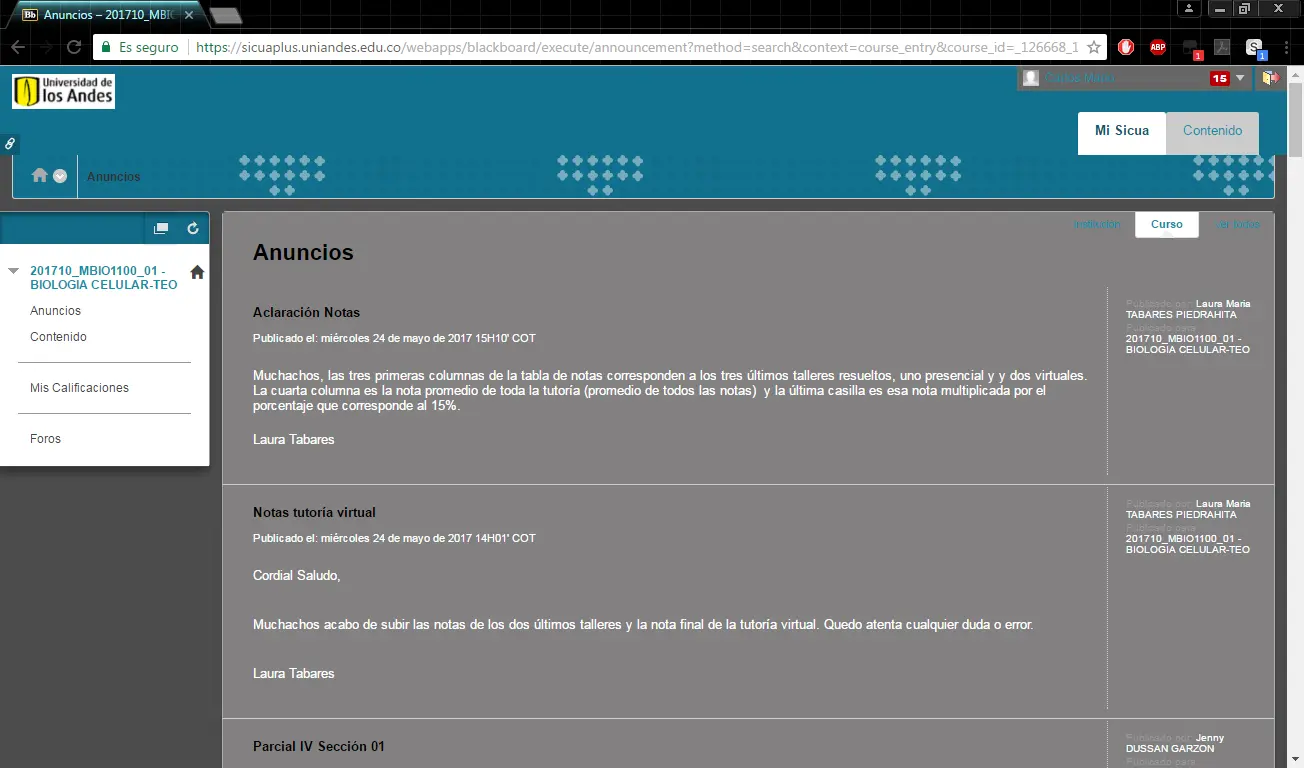 Bb Anuncios – 201710_MBI
Es seguro https://sicuaplus.uniandes.edu.co/webapps/blackboard/execute/announcement?method=search&context=course_entry&course_id=_126668_1
ABP
1
S
1
Universidad de
los Andes
15
Mi Sicua
Contenido
Anuncios
Institución
Curso
ver todos
201710_MBIO1100_01 -
BIOLOGIA CELULAR-TEO
Anuncios
Contenido
Mis Calificaciones
Foros
Anuncios
Aclaración Notas
Publicado el: miércoles 24 de mayo de 2017 15H10' COT
Muchachos, las tres primeras columnas de la tabla de notas corresponden a los tres últimos talleres resueltos, uno presencial y y dos virtuales.
La cuarta columna es la nota promedio de toda la tutoría (promedio de todos las notas)  y la última casilla es esa nota multiplicada por el
porcentaje que corresponde al 15%.
Laura Tabares
Publicado por: Laura Maria
TABARES PIEDRAHITA
Publicado para:
201710_MBIO1100_01 -
BIOLOGIA CELULAR-TEO
Notas tutoría virtual
Publicado el: miércoles 24 de mayo de 2017 14H01' COT
Cordial Saludo,
Muchachos acabo de subir las notas de los dos últimos talleres y la nota final de la tutoría virtual. Quedo atenta cualquier duda o error.
Laura Tabares
Publicado por: Laura Maria
TABARES PIEDRAHITA
Publicado para:
201710_MBIO1100_01 -
BIOLOGIA CELULAR-TEO
Parcial IV Sección 01
Publicado por: Jenny
DUSSAN GARZON
Publicado para: